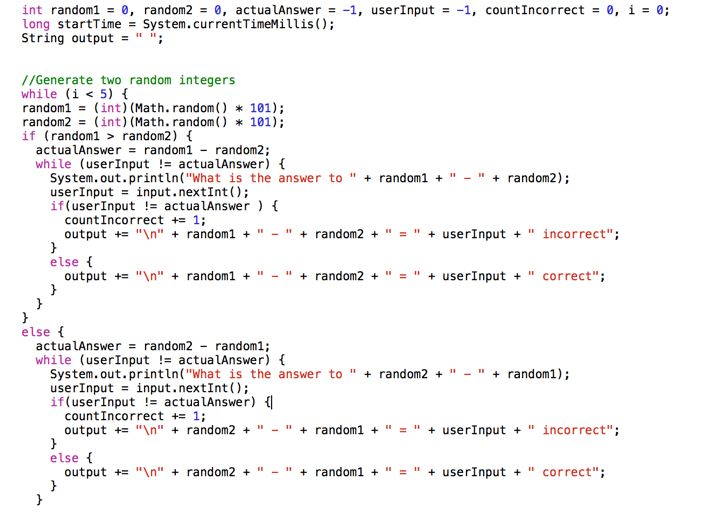 int random1 = 0, random2 = 0, actualAnswer = -1, userInput = -1, countIncorrect = 0, i = 0;
long startTime = System.currentTimeMillis();
String output = " ";
//Generate two random integers
while (i < 5) {
random1 = (int)(Math.random() * 101);
random2 = (int)(Math.random() * 101);
if (random1 > random2) {
  actualAnswer = random1 - random2;
  while (userInput != actualAnswer) {
    System.out.println("What is the answer to " + random1 + " - " + random2);
    userInput = input.nextInt();
    if(userInput != actualAnswer ) {
      countIncorrect += 1;
      output += "\n" + random1 + " - " + random2 + " = " + userInput + " incorrect";
    }
    else {
      output += "\n" + random1 + " - " + random2 + " = " + userInput + " correct";
    }
  }
}
else {
  actualAnswer = random2 - random1;
  while (userInput != actualAnswer) {
    System.out.println("What is the answer to " + random2 + " - " + random1);
    userInput = input.nextInt();
    if(userInput != actualAnswer) {
      countIncorrect += 1;
      output += "\n" + random2 + " - " + random1 + " = " + userInput + " incorrect";
    }
    else {
      output += "\n" + random2 + " - " + random1 + " = " + userInput + " correct";
    }
  }